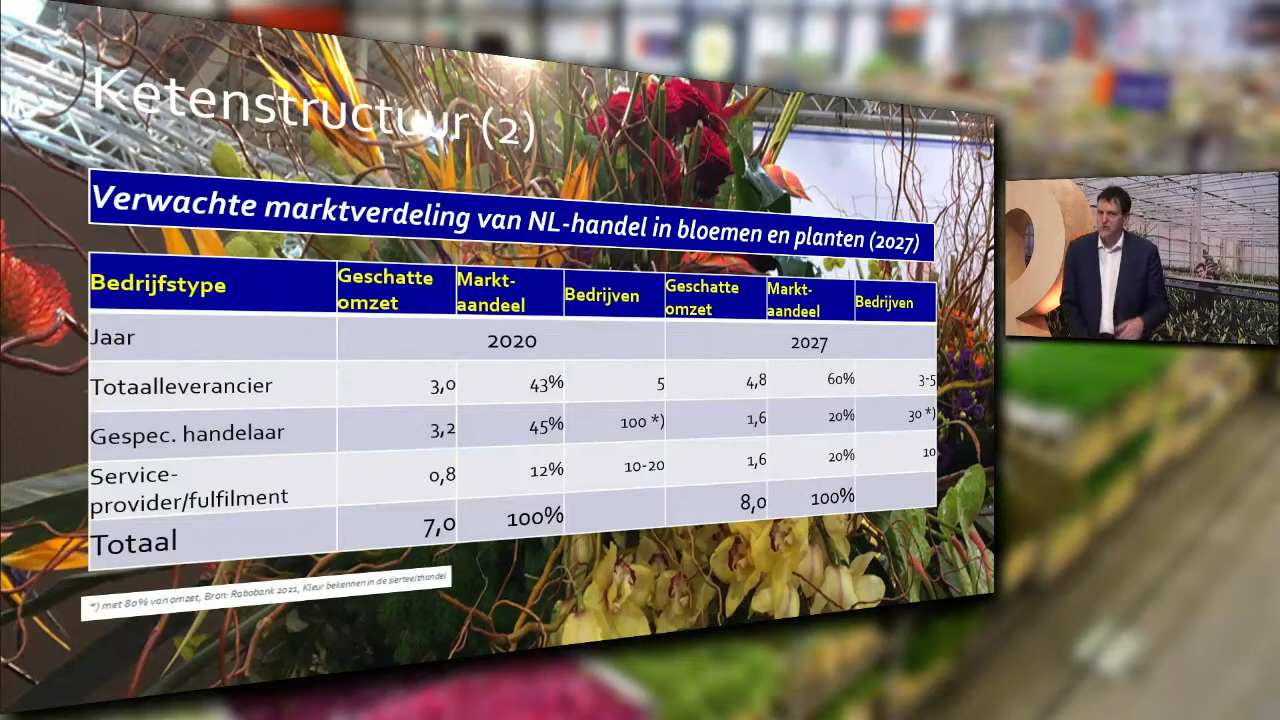 Ketenstructuur (2)
Verwachte marktverdeling van NL-handel in bloemen en planten (2027)
Bedrijfstype Geschatte omzet Markt-aandeel Bedrijven Geschatte omzet Markt-aandeel Bedrijven
Jaar 2020 2027
Totaalleverancier 3,0 43% 5 4,8 60% 3-5
Gespec. handelaar 3,2 45% 100 *) 1,6 20% 30 *)
Service-provider/fulfilment 0,8 12% 10-20 1,6 20% 10
Totaal 7,0 100% 8,0 100%
*) met 80% van omzet, Bron: Rabobank 2021, Kleur bekennen in de sierteelthandel